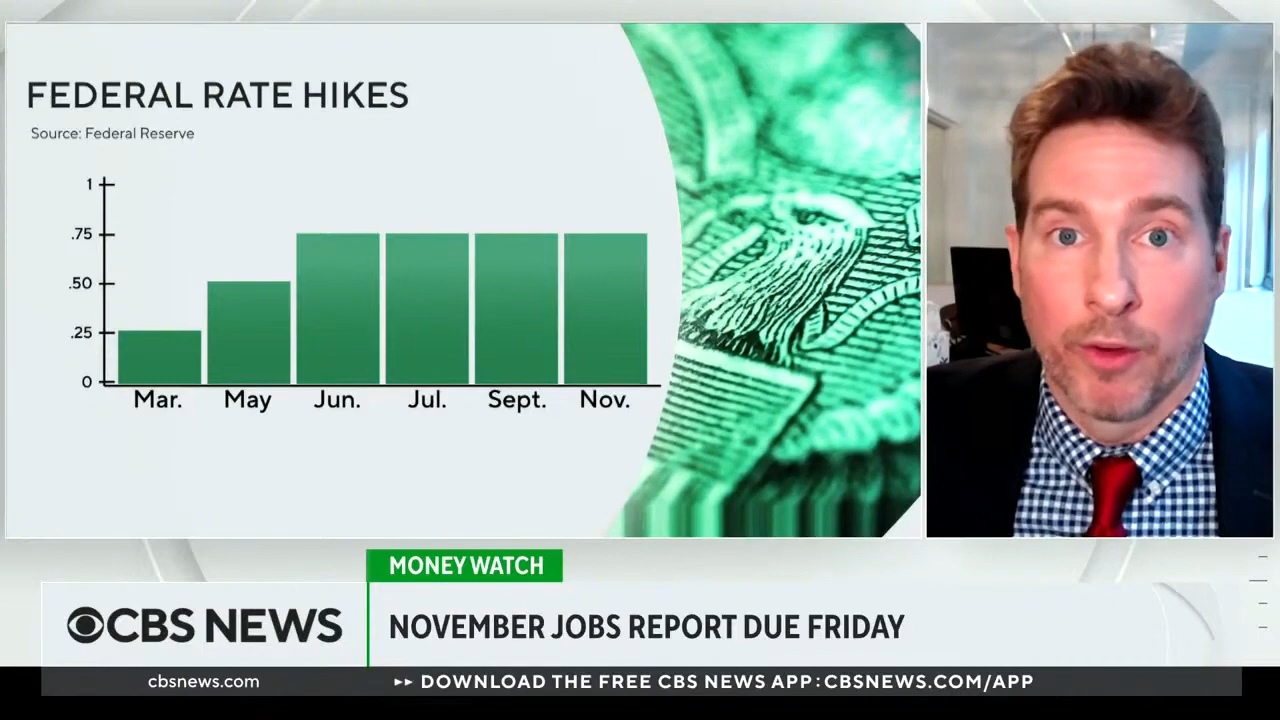 FEDERAL RATE HIKES
Source: Federal Reserve
1
.75
.50
.25
0
Mar. May Jun. Jul. Sept. Nov.
MONEY WATCH
CBS NEWS
NOVEMBER JOBS REPORT DUE FRIDAY
cbsnews.com
DOWNLOAD THE FREE CBS NEWS APP:CBSNEWS.COM/APP